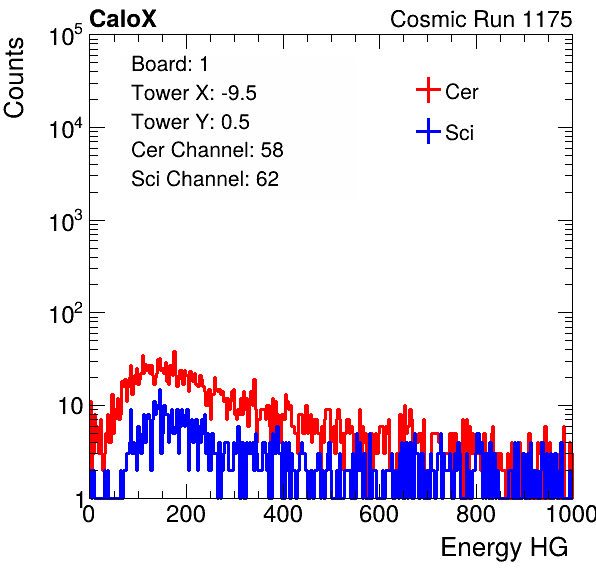 CaloX Cosmic Run 1175
Counts
Board: 1
Tower X: -9.5
Tower Y: 0.5
Cer Channel: 58
Sci Channel: 62
Cer
Sci
10^5
10^4
10^3
10^2
10
1
0 200 400 600 800 1000
Energy HG